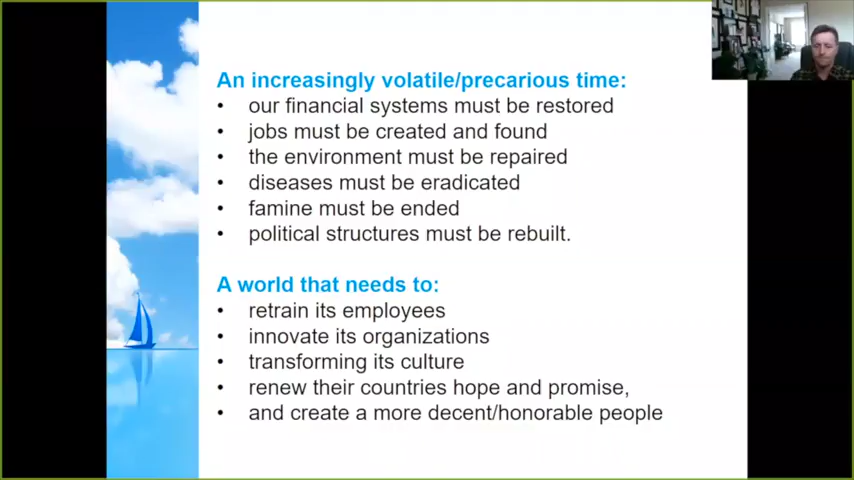 An increasingly volatile/precarious time:
• our financial systems must be restored
• jobs must be created and found
• the environment must be repaired
• diseases must be eradicated
• famine must be ended
• political structures must be rebuilt.
A world that needs to:
• retrain its employees
• innovate its organizations
• transforming its culture
• renew their countries hope and promise,
• and create a more decent/honorable people